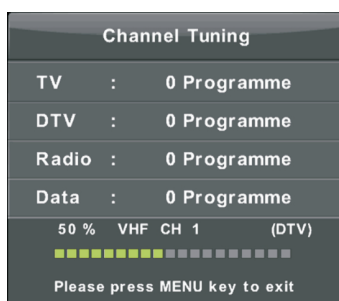 Channel Tuning
TV : 0 Programme
DTV : 0 Programme
Radio : 0 Programme
Data : 0 Programme
50 % VHF CH 1 (DTV)
Please press MENU key to exit